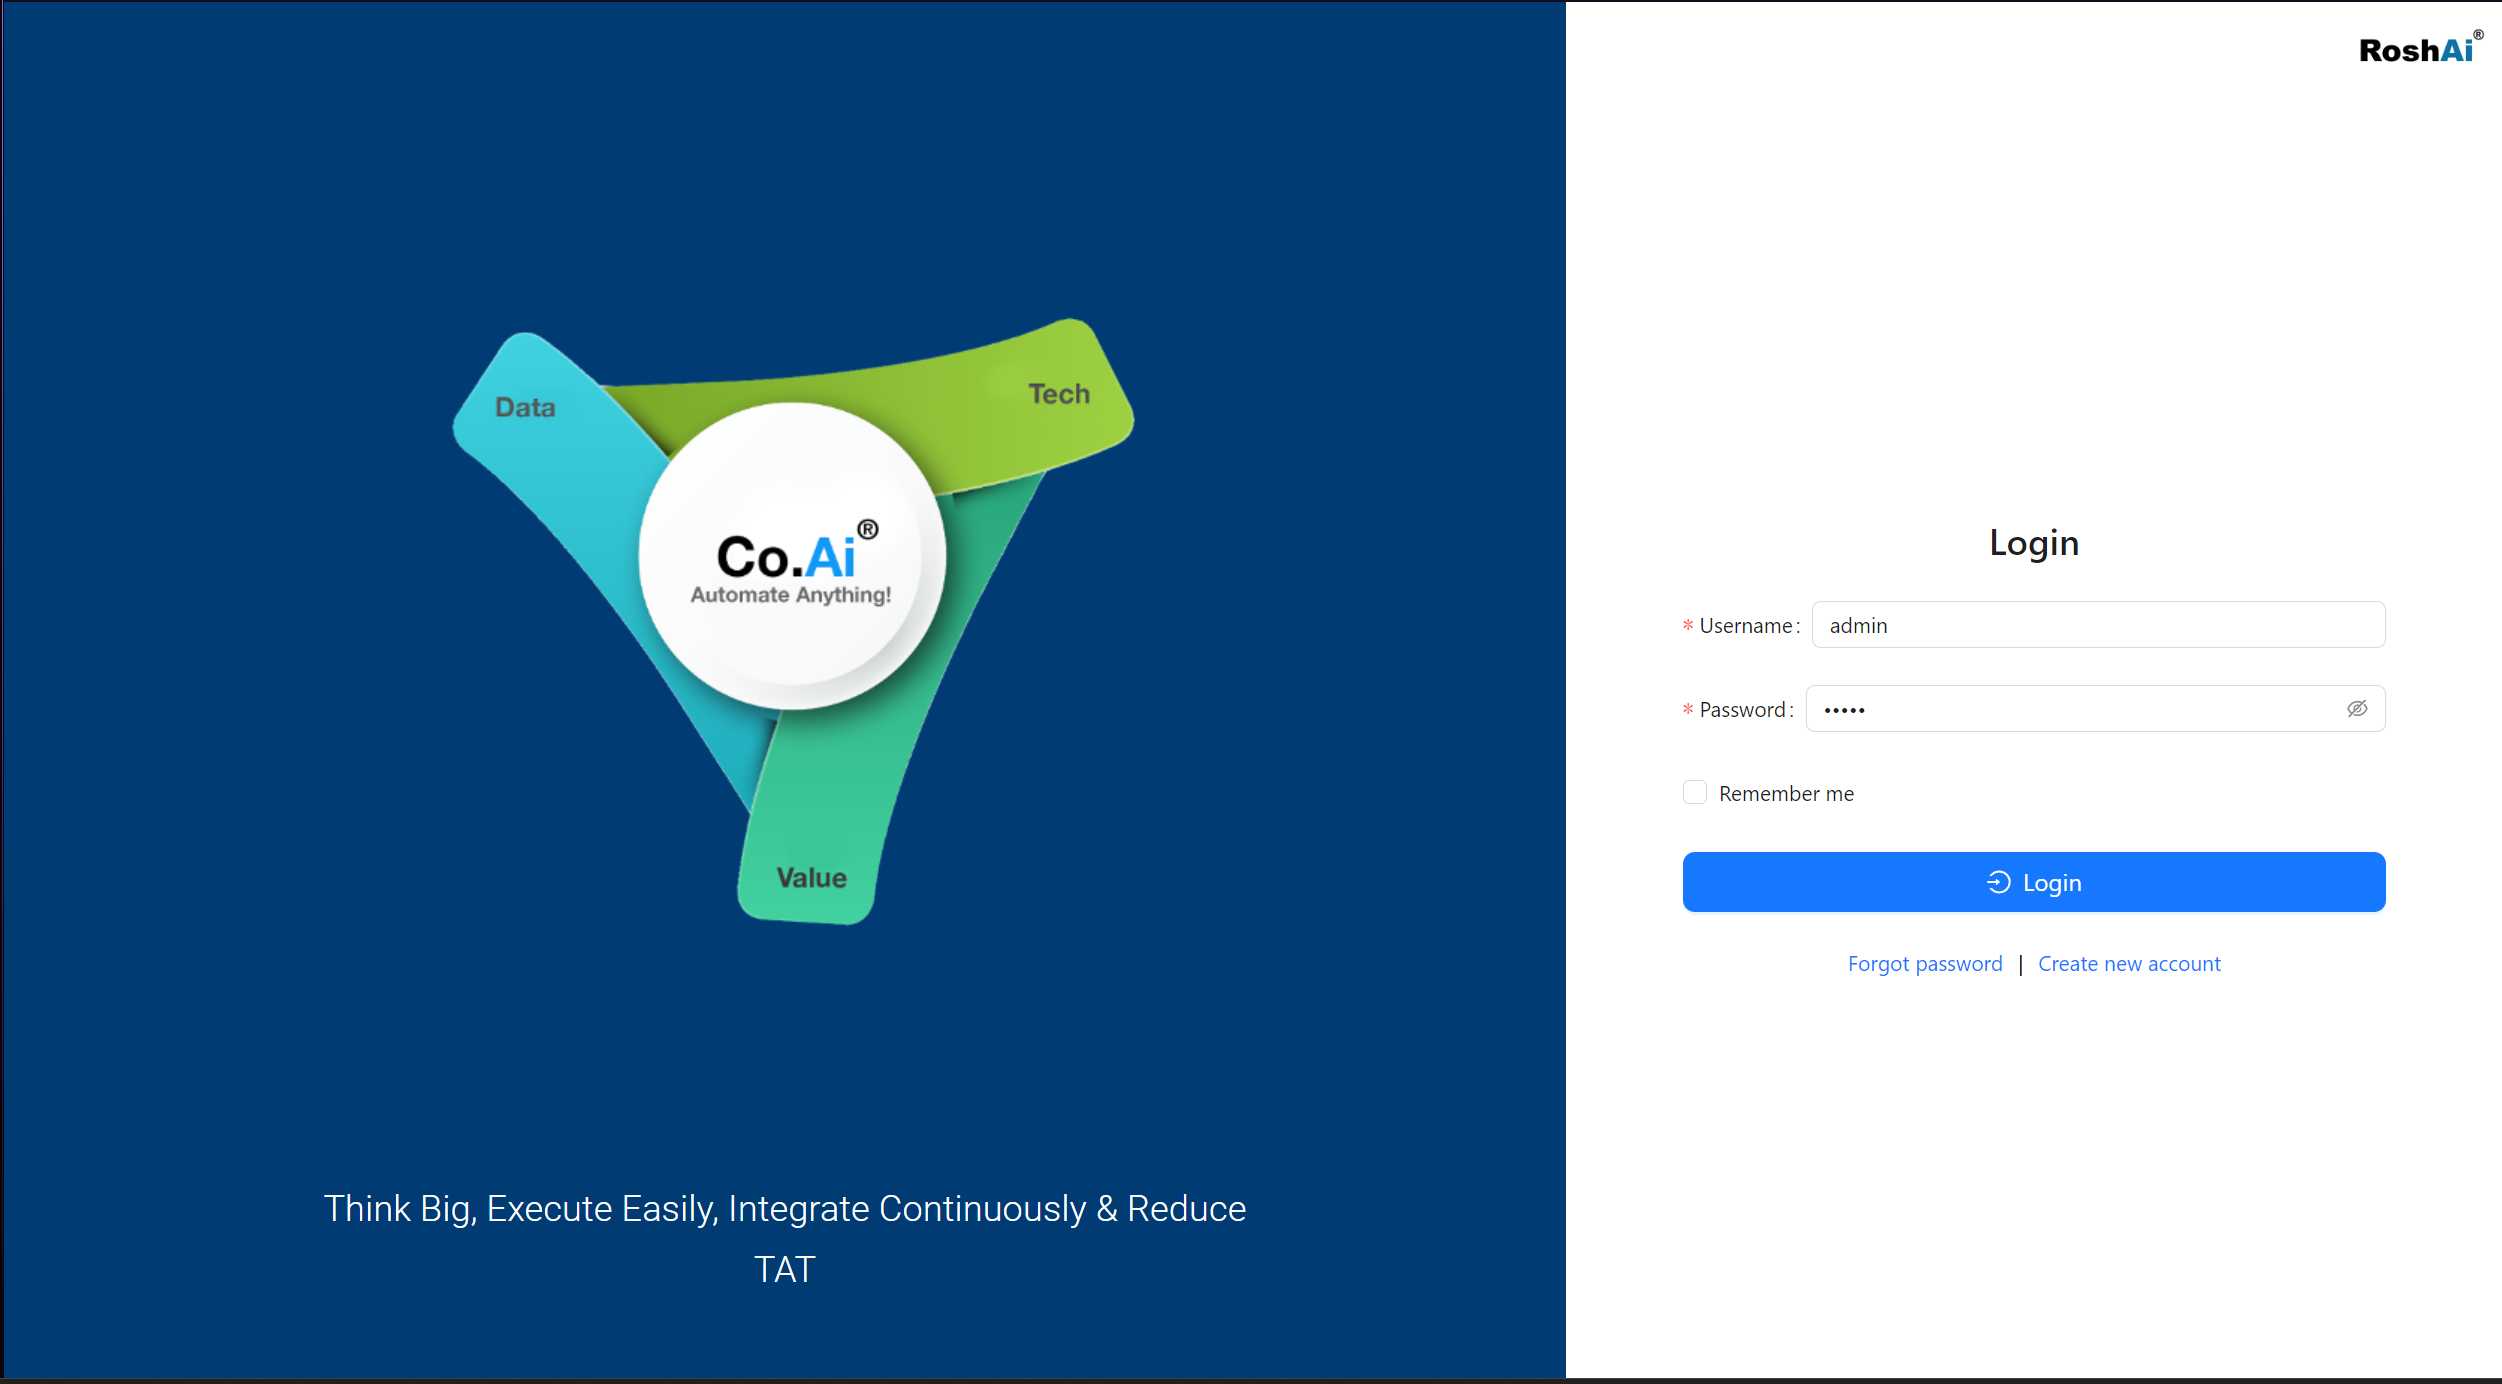 Data
Tech
Co.Ai®
Automate Anything!
Value
Think Big, Execute Easily, Integrate Continuously & Reduce
TAT
RoshAi®
Login
* Username: admin
* Password: •••••
Remember me
Login
Forgot password | Create new account